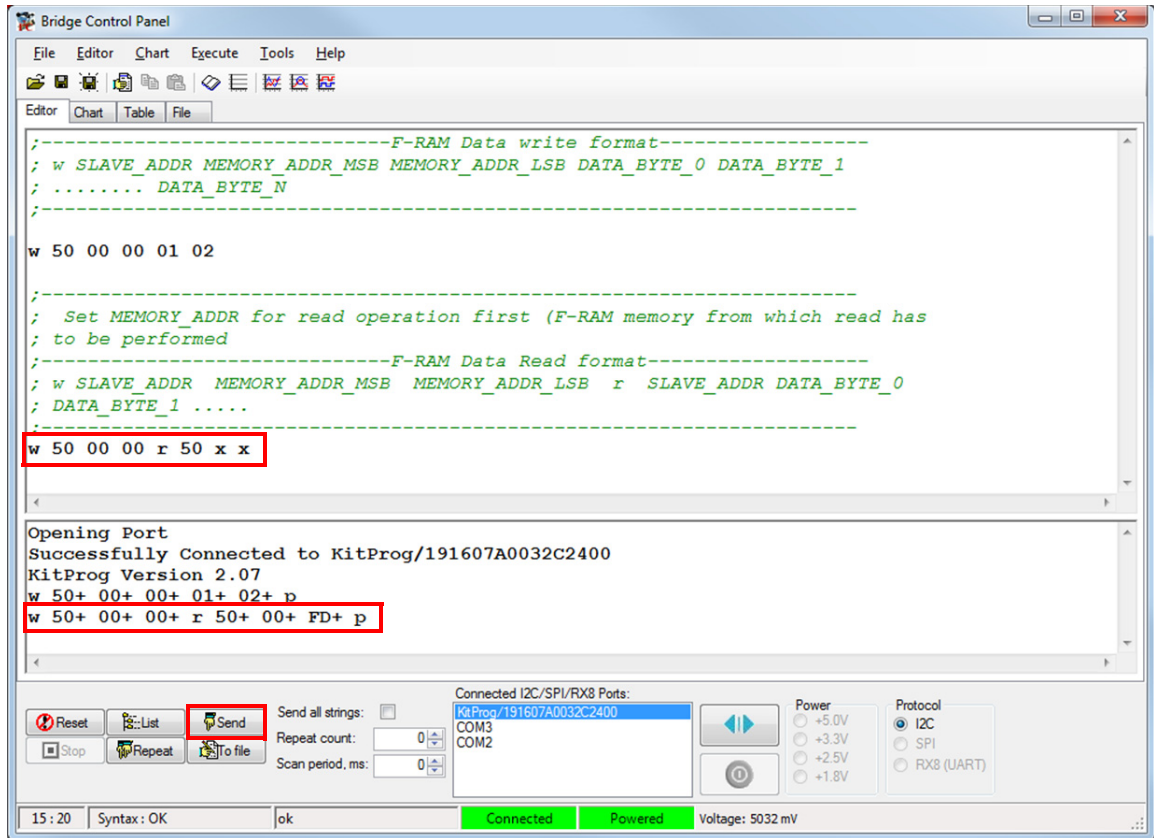 Bridge Control Panel
File Editor Chart Execute Tools Help
Editor Chart Table File
;------------------------------F-RAM Data write format------------------
; w SLAVE_ADDR MEMORY_ADDR_MSB MEMORY_ADDR_LSB DATA_BYTE_0 DATA_BYTE_1
; ........ DATA_BYTE_N
;----------------------------------------------------------------------
w 50 00 00 01 02
;----------------------------------------------------------------------
; Set MEMORY_ADDR for read operation first (F-RAM memory from which read has
; to be performed
;------------------------------F-RAM Data Read format-------------------
; w SLAVE_ADDR MEMORY_ADDR_MSB MEMORY_ADDR_LSB r SLAVE_ADDR DATA_BYTE_0
; DATA_BYTE_1 .....
;----------------------------------------------------------------------
w 50 00 00 r 50 x x
Opening Port
Successfully Connected to KitProg/191607A0032C2400
KitProg Version 2.07
w 50+ 00+ 00+ 01+ 02+ p
w 50+ 00+ 00+ r 50+ 00+ FD+ p
Reset List Send
Stop Repeat To file
Send all strings:
Repeat count: 0
Scan period, ms: 0
Connected I2C/SPI/RX8 Ports:
KitProg/191607A0032C2400
COM3
COM2
Power
+5.0V
+3.3V
+2.5V
+1.8V
Protocol
I2C
SPI
RX8 (UART)
15 : 20 Syntax : OK ok Connected Powered Voltage: 5032 mV